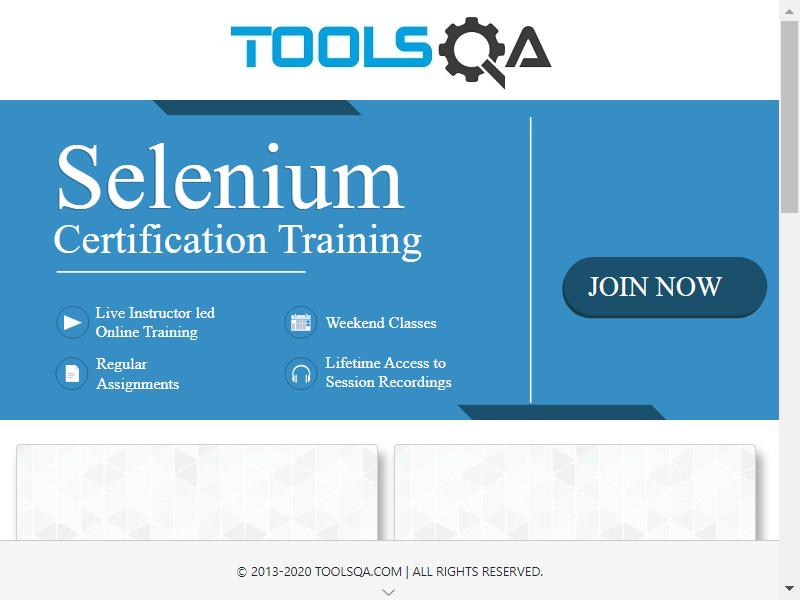 TOOLSQA
Selenium
Certification Training
JOIN NOW
Live Instructor led
Online Training
Weekend Classes
Regular
Assignments
Lifetime Access to
Session Recordings
© 2013-2020 TOOLSQA.COM | ALL RIGHTS RESERVED.